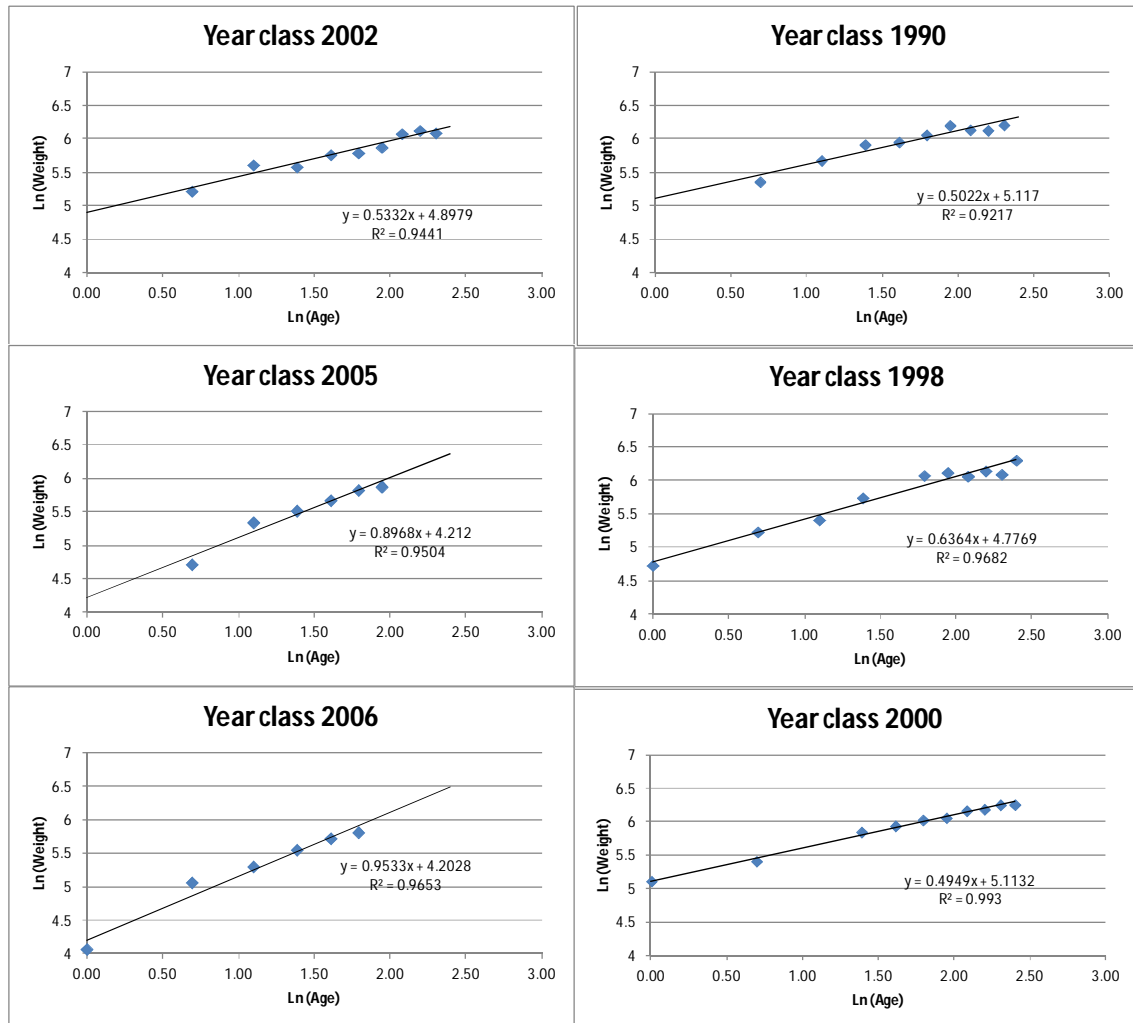 Year class 2002
7
6.5
6
5.5
5
4.5
4
Ln (Weight)
y = 0.5332x + 4.8979
R² = 0.9441
0.00 0.50 1.00 1.50 2.00 2.50 3.00
Ln (Age)
Year class 1990
7
6.5
6
5.5
5
4.5
4
Ln (Weight)
y = 0.5022x + 5.117
R² = 0.9217
0.00 0.50 1.00 1.50 2.00 2.50 3.00
Ln (Age)
Year class 2005
7
6.5
6
5.5
5
4.5
4
Ln (Weight)
y = 0.8968x + 4.212
R² = 0.9504
0.00 0.50 1.00 1.50 2.00 2.50 3.00
Ln (Age)
Year class 1998
7
6.5
6
5.5
5
4.5
4
Ln (Weight)
y = 0.6364x + 4.7769
R² = 0.9682
0.00 0.50 1.00 1.50 2.00 2.50 3.00
Ln (Age)
Year class 2006
7
6.5
6
5.5
5
4.5
4
Ln (Weight)
y = 0.9533x + 4.2028
R² = 0.9653
0.00 0.50 1.00 1.50 2.00 2.50 3.00
Ln (Age)
Year class 2000
7
6.5
6
5.5
5
4.5
4
Ln (Weight)
y = 0.4949x + 5.1132
R² = 0.993
0.00 0.50 1.00 1.50 2.00 2.50 3.00
Ln (Age)